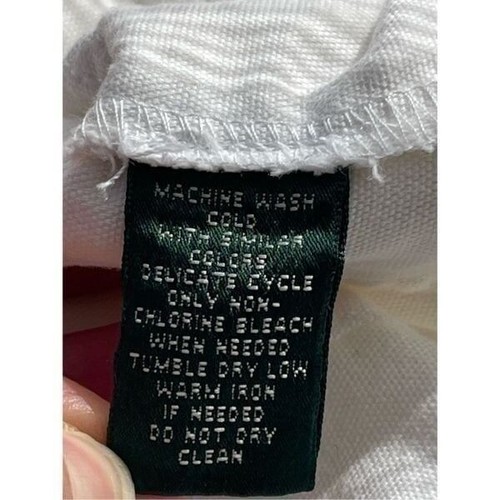 MACHINE WASH
COLD
WITH SIMILAR
COLORS
DELICATE CYCLE
ONLY NON-
CHLORINE BLEACH
WHEN NEEDED
TUMBLE DRY LOW
WARM IRON
IF NEEDED
DO NOT DRY
CLEAN